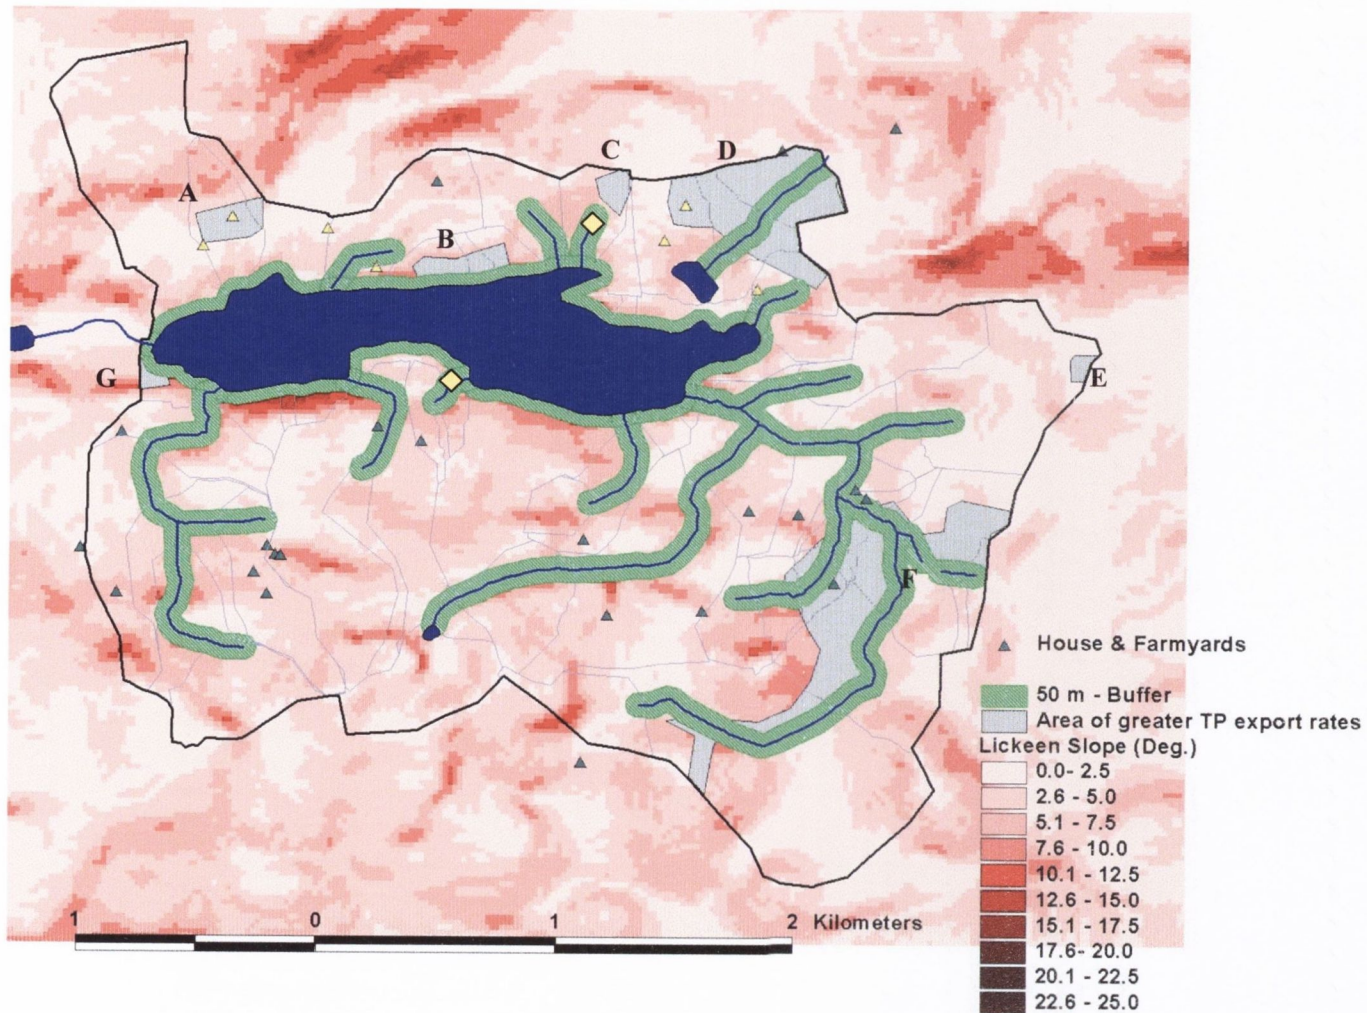 C
D
A
B
G
E
F
House & Farmyards
50 m - Buffer
Area of greater TP export rates
Lickeen Slope (Deg.)
0.0- 2.5
2.6 - 5.0
5.1 - 7.5
7.6 - 10.0
10.1 - 12.5
12.6 - 15.0
15.1 - 17.5
17.6- 20.0
20.1 - 22.5
22.6 - 25.0
1 0 1 2 Kilometers